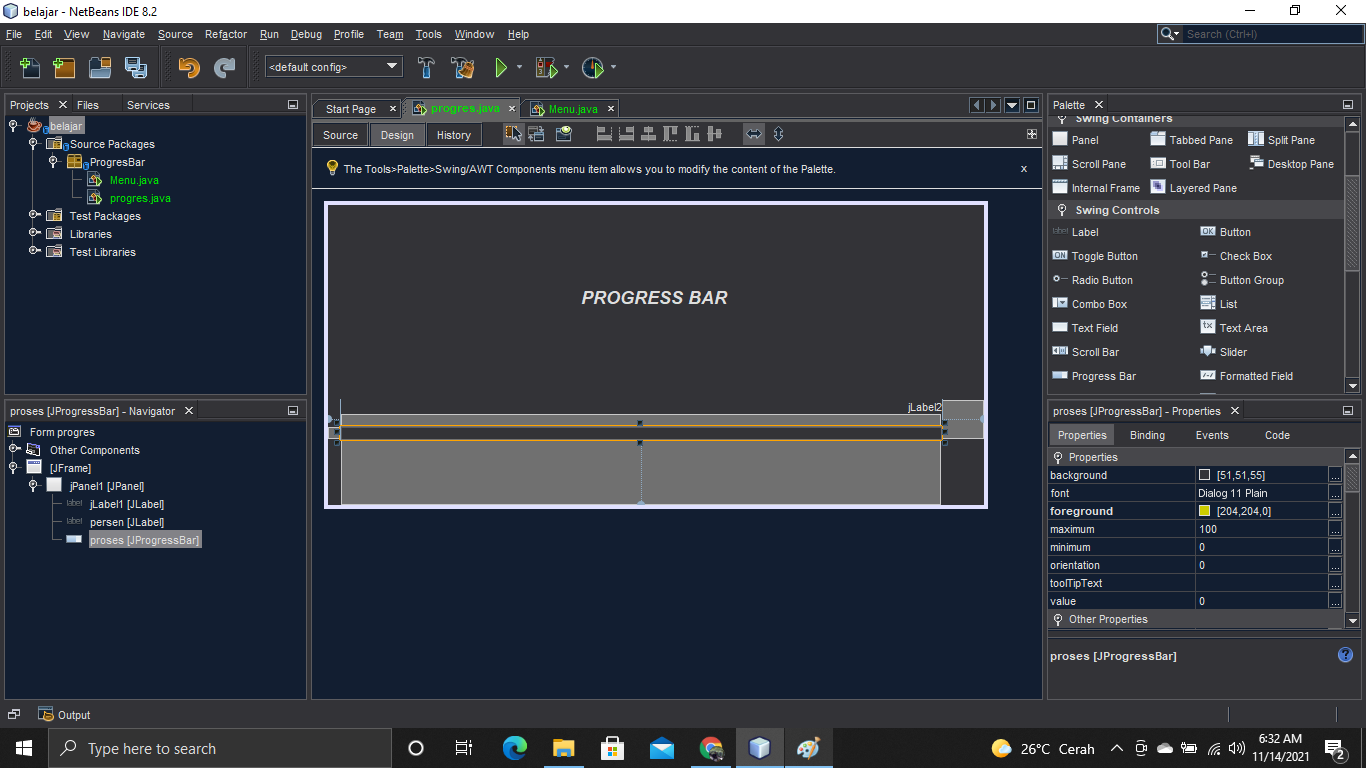 belajar - NetBeans IDE 8.2
File Edit View Navigate Source Refactor Run Debug Profile Team Tools Window Help
Search (Ctrl+I)
<default config>
Projects Files Services
belajar
Source Packages
ProgresBar
Menu.java
progres.java
Test Packages
Libraries
Test Libraries
Start Page progres.java Menu.java
Source Design History
The Tools>Palette>Swing/AWT Components menu item allows you to modify the content of the Palette. x
PROGRESS BAR
jLabel2
Palette
Swing Containers
Panel Tabbed Pane Split Pane
Scroll Pane Tool Bar Desktop Pane
Internal Frame Layered Pane
Swing Controls
label Label OK Button
ON Toggle Button Check Box
Radio Button Button Group
Combo Box List
Text Field Text Area
Scroll Bar Slider
Progress Bar Formatted Field
proses [JProgressBar] - Navigator
Form progres
Other Components
[JFrame]
jPanel1 [JPanel]
label jLabel1 [JLabel]
label persen [JLabel]
proses [JProgressBar]
proses [JProgressBar] - Properties
Properties Binding Events Code
Properties
background [51,51,55] ...
font Dialog 11 Plain ...
foreground [204,204,0] ...
maximum 100 ...
minimum 0 ...
orientation 0 ...
toolTipText ...
value 0 ...
Other Properties
proses [JProgressBar]
Output
Type here to search
26°C Cerah
6:32 AM
11/14/2021
2